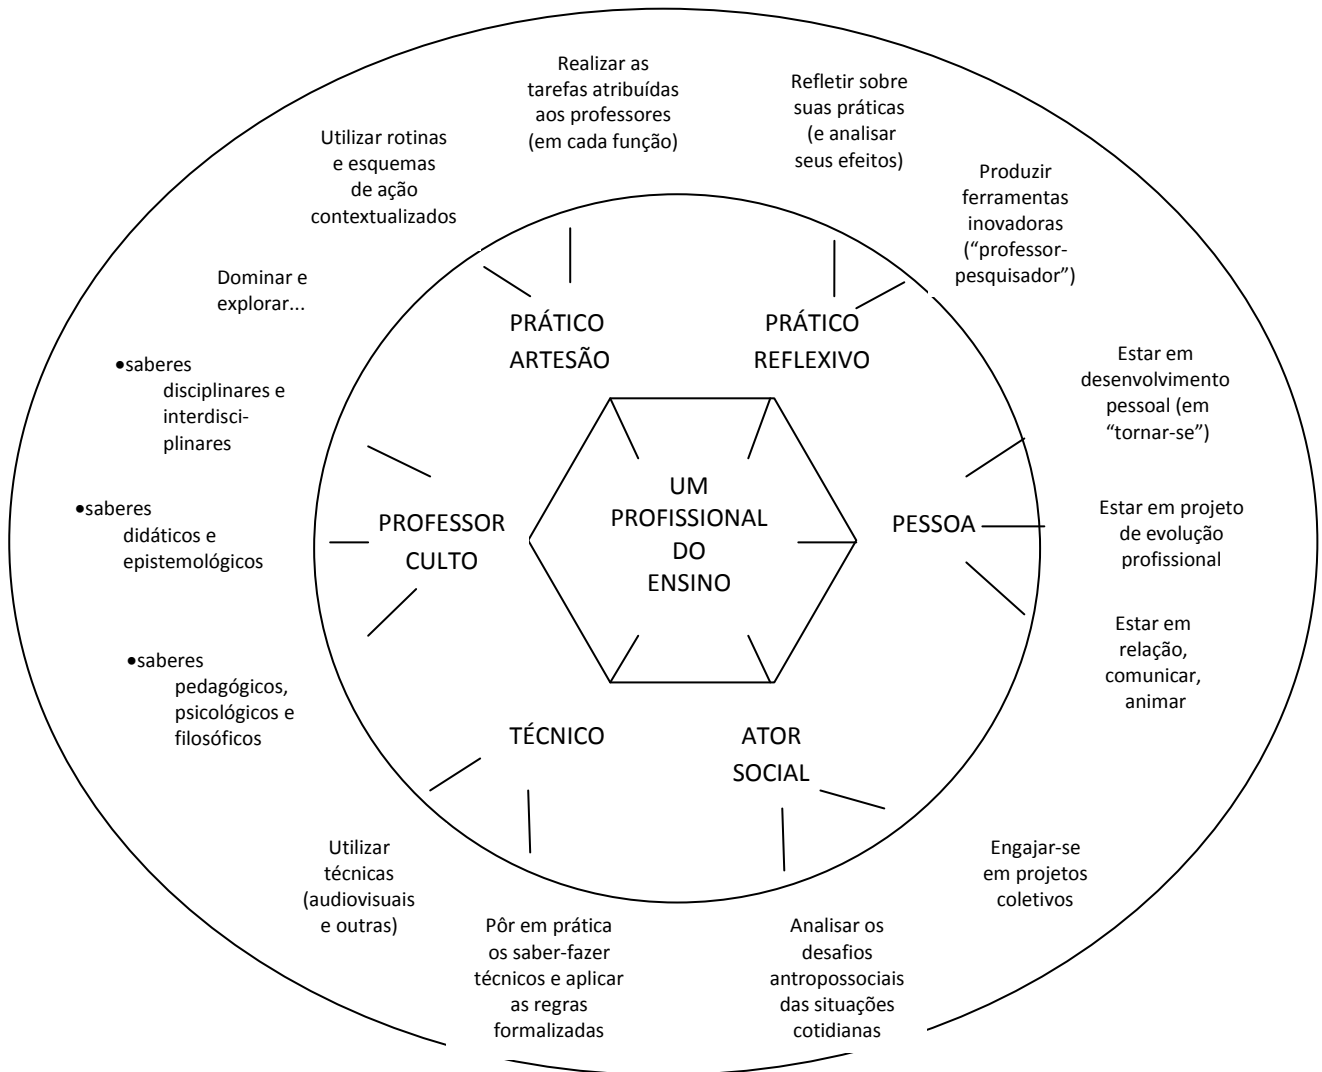 Realizar as
tarefas atribuídas
aos professores
(em cada função)
Refletir sobre
suas práticas
(e analisar
seus efeitos)
Utilizar rotinas
e esquemas
de ação
contextualizados
Produzir
ferramentas
inovadoras
(“professor-
pesquisador”)
Dominar e
explorar...
•saberes
disciplinares e
interdisci-
plinares
•saberes
didáticos e
epistemológicos
•saberes
pedagógicos,
psicológicos e
filosóficos
PRÁTICO
ARTESÃO
PRÁTICO
REFLEXIVO
Estar em
desenvolvimento
pessoal (em
“tornar-se”)
PROFESSOR
CULTO
UM
PROFISSIONAL
DO
ENSINO
PESSOA
Estar em projeto
de evolução
profissional
Estar em
relação,
comunicar,
animar
TÉCNICO
ATOR
SOCIAL
Utilizar
técnicas
(audiovisuais
e outras)
Pôr em prática
os saber-fazer
técnicos e aplicar
as regras
formalizadas
Analisar os
desafios
antropossociais
das situações
cotidianas
Engajar-se
em projetos
coletivos